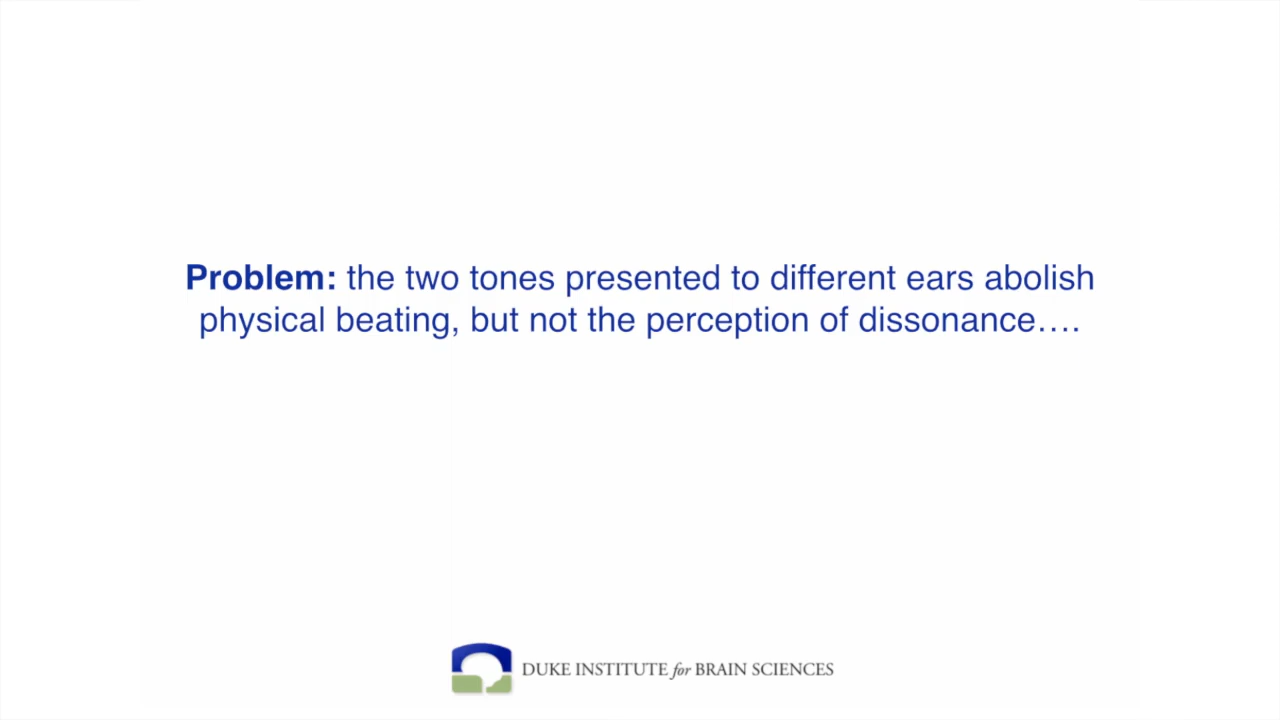 Problem: the two tones presented to different ears abolish
physical beating, but not the perception of dissonance….
DUKE INSTITUTE for BRAIN SCIENCES